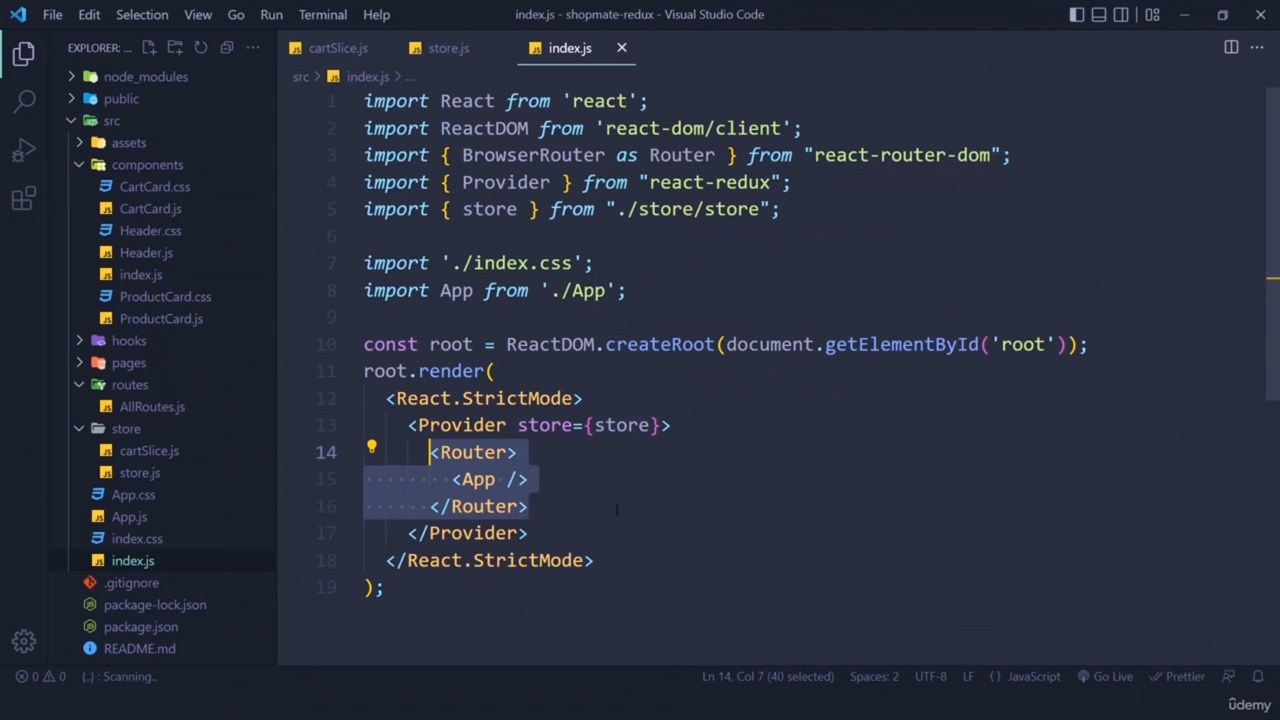 File Edit Selection View Go Run Terminal Help
index.js - shopmate-redux - Visual Studio Code
EXPLORER: ...
node_modules
public
src
assets
components
CartCard.css
CartCard.js
Header.css
Header.js
index.js
ProductCard.css
ProductCard.js
hooks
pages
routes
AllRoutes.js
store
cartSlice.js
store.js
App.css
App.js
index.css
index.js
.gitignore
package-lock.json
package.json
README.md
cartSlice.js store.js index.js
src > index.js > ...
1 import React from 'react';
2 import ReactDOM from 'react-dom/client';
3 import { BrowserRouter as Router } from "react-router-dom";
4 import { Provider } from "react-redux";
5 import { store } from "./store/store";
6
7 import './index.css';
8 import App from './App';
9
10 const root = ReactDOM.createRoot(document.getElementById('root'));
11 root.render(
12 <React.StrictMode>
13 <Provider store={store}>
14 <Router>
15 <App />
16 </Router>
17 </Provider>
18 </React.StrictMode>
19 );
0 0 {..} : Scanning.. Ln 14, Col 7 (40 selected) Spaces: 2 UTF-8 LF {} JavaScript Go Live Prettier
ûdemy